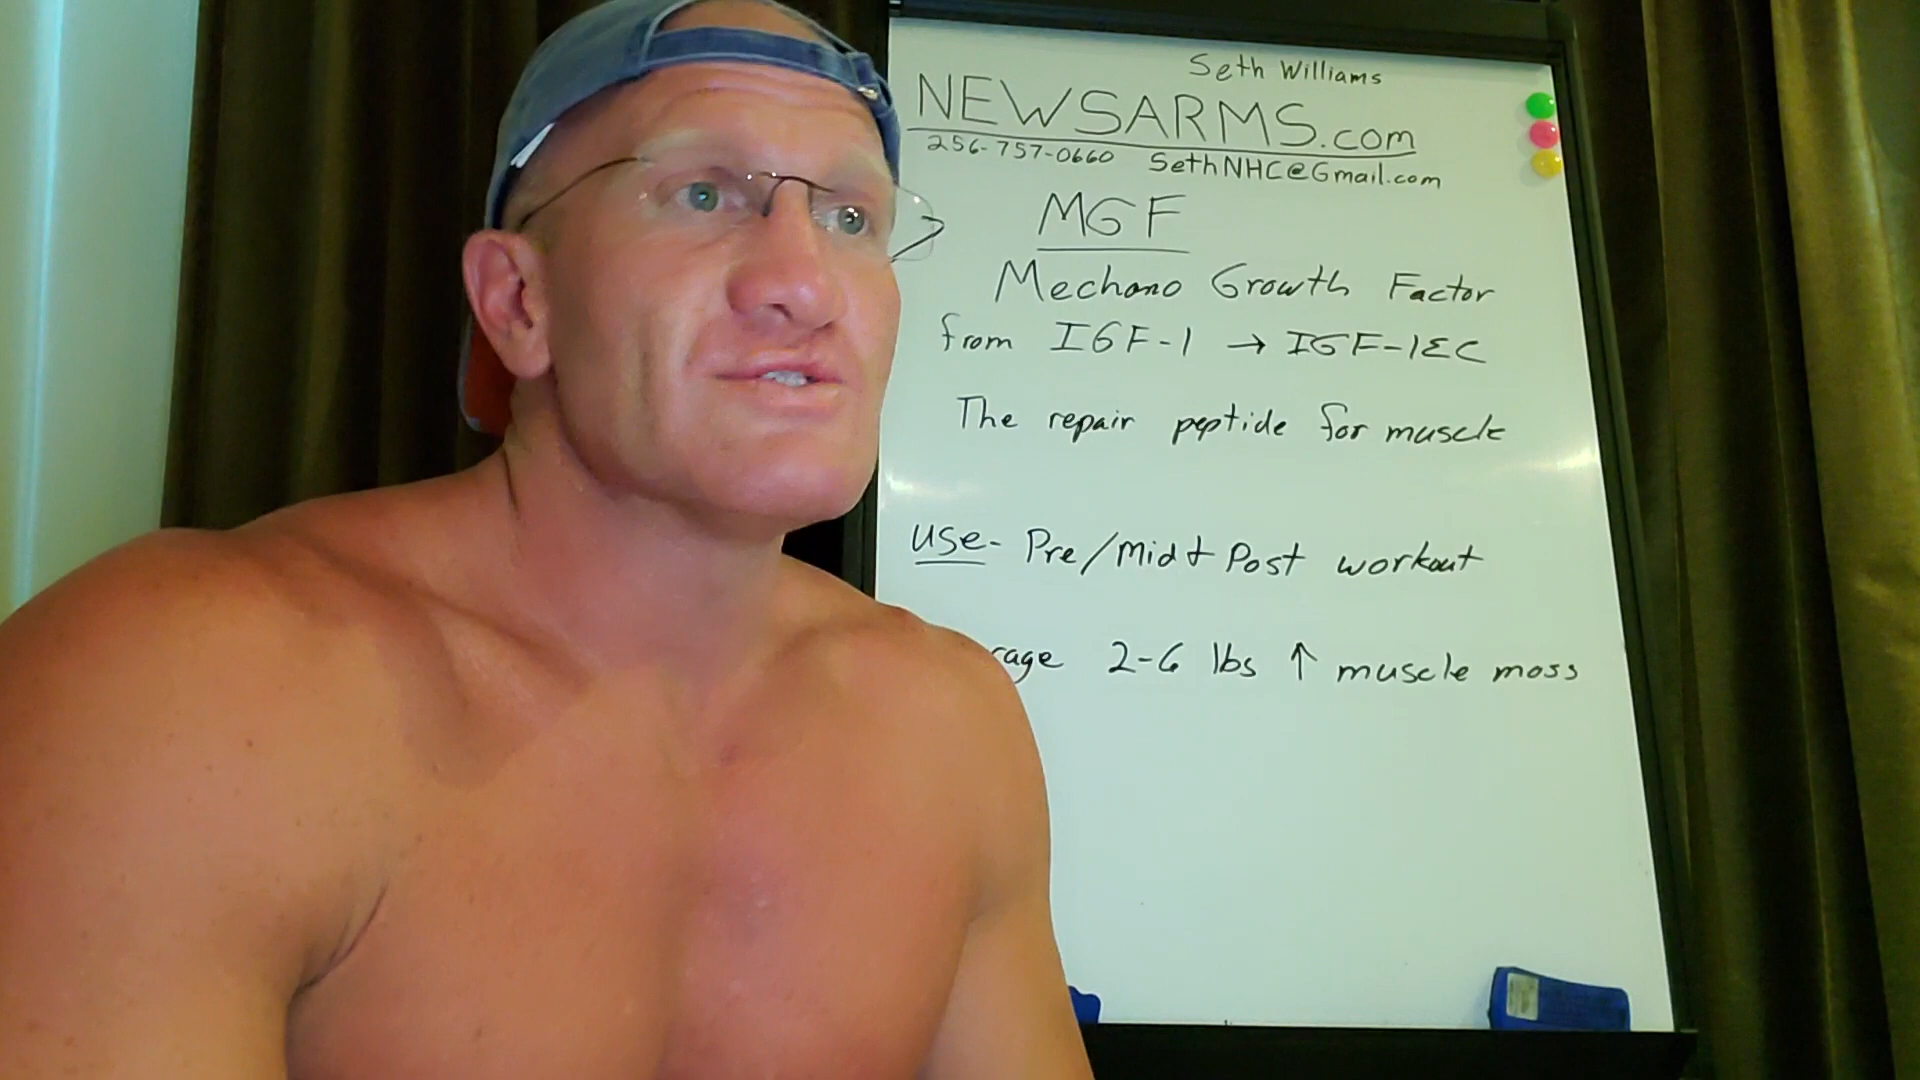 Seth Williams
NEWSARMS.com
256-757-0660 SethNHC@Gmail.com
MGF
Mechano Growth Factor
from IGF-1 → IGF-1EC
The repair peptide for muscle
use- Pre/mid + Post workout
rage 2-6 lbs ↑ muscle mass